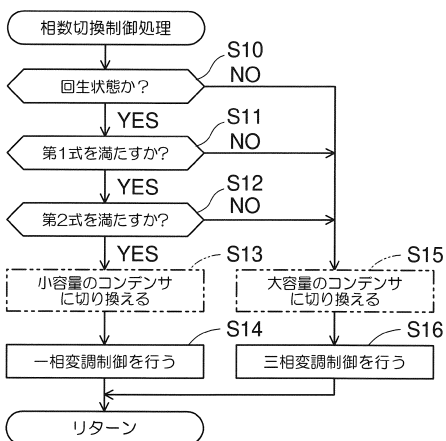 相数切換制御処理
S10
回生状態か?
NO
YES
S11
第1式を満たすか?
NO
YES
S12
第2式を満たすか?
NO
YES
S13
小容量のコンデンサ
に切り換える
S15
大容量のコンデンサ
に切り換える
S14
一相変調制御を行う
S16
三相変調制御を行う
リターン